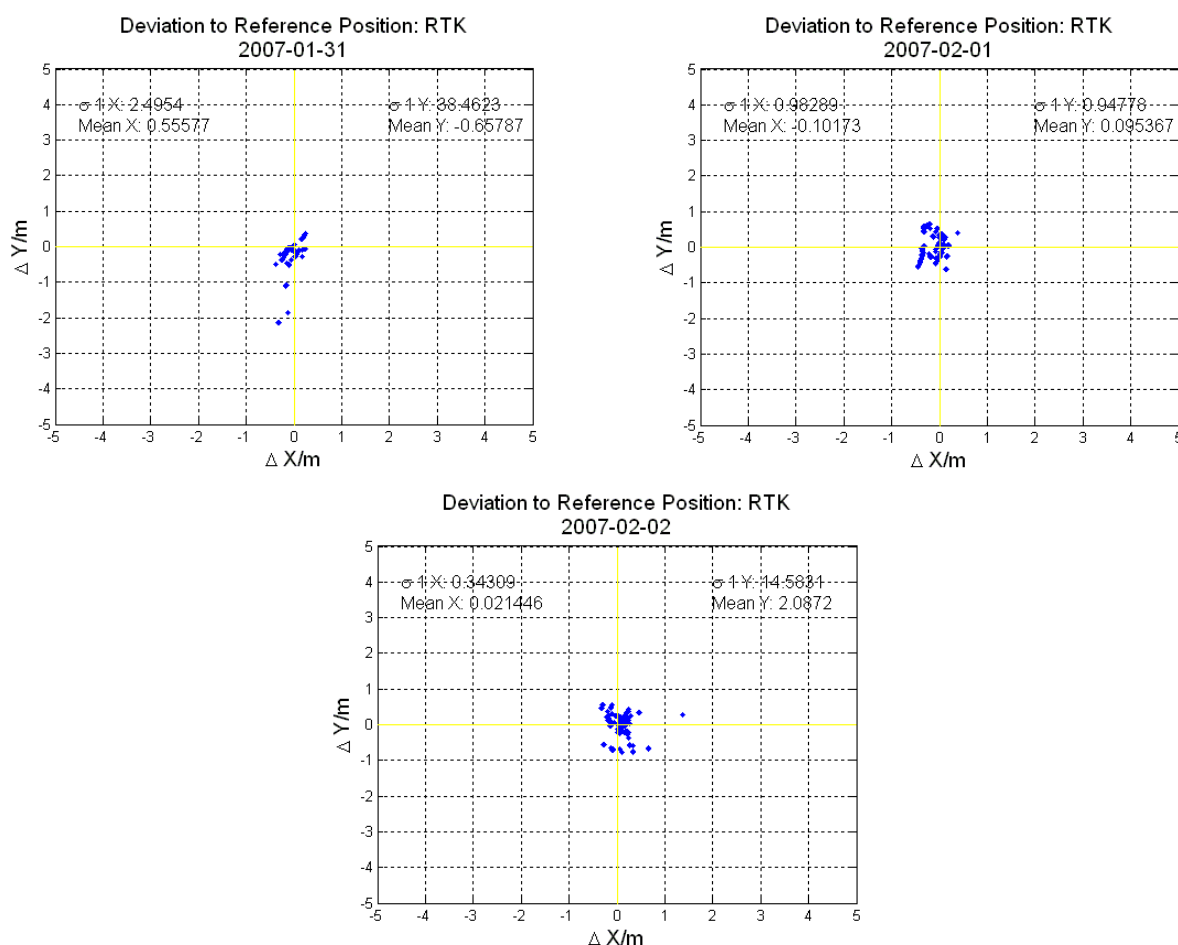 Deviation to Reference Position: RTK
2007-01-31
σ 1 X: 2.4954
σ 1 Y: 38.4623
Mean X: 0.55577
Mean Y: -0.65787
5
4
3
2
1
0
-1
-2
-3
-4
-5
Δ Y/m
-5 -4 -3 -2 -1 0 1 2 3 4 5
Δ X/m
Deviation to Reference Position: RTK
2007-02-01
σ 1 X: 0.98289
σ 1 Y: 0.94778
Mean X: -0.10173
Mean Y: 0.095367
5
4
3
2
1
0
-1
-2
-3
-4
-5
Δ Y/m
-5 -4 -3 -2 -1 0 1 2 3 4 5
Δ X/m
Deviation to Reference Position: RTK
2007-02-02
σ 1 X: 0.34309
σ 1 Y: 14.5831
Mean X: 0.021446
Mean Y: 2.0872
5
4
3
2
1
0
-1
-2
-3
-4
-5
Δ Y/m
-5 -4 -3 -2 -1 0 1 2 3 4 5
Δ X/m